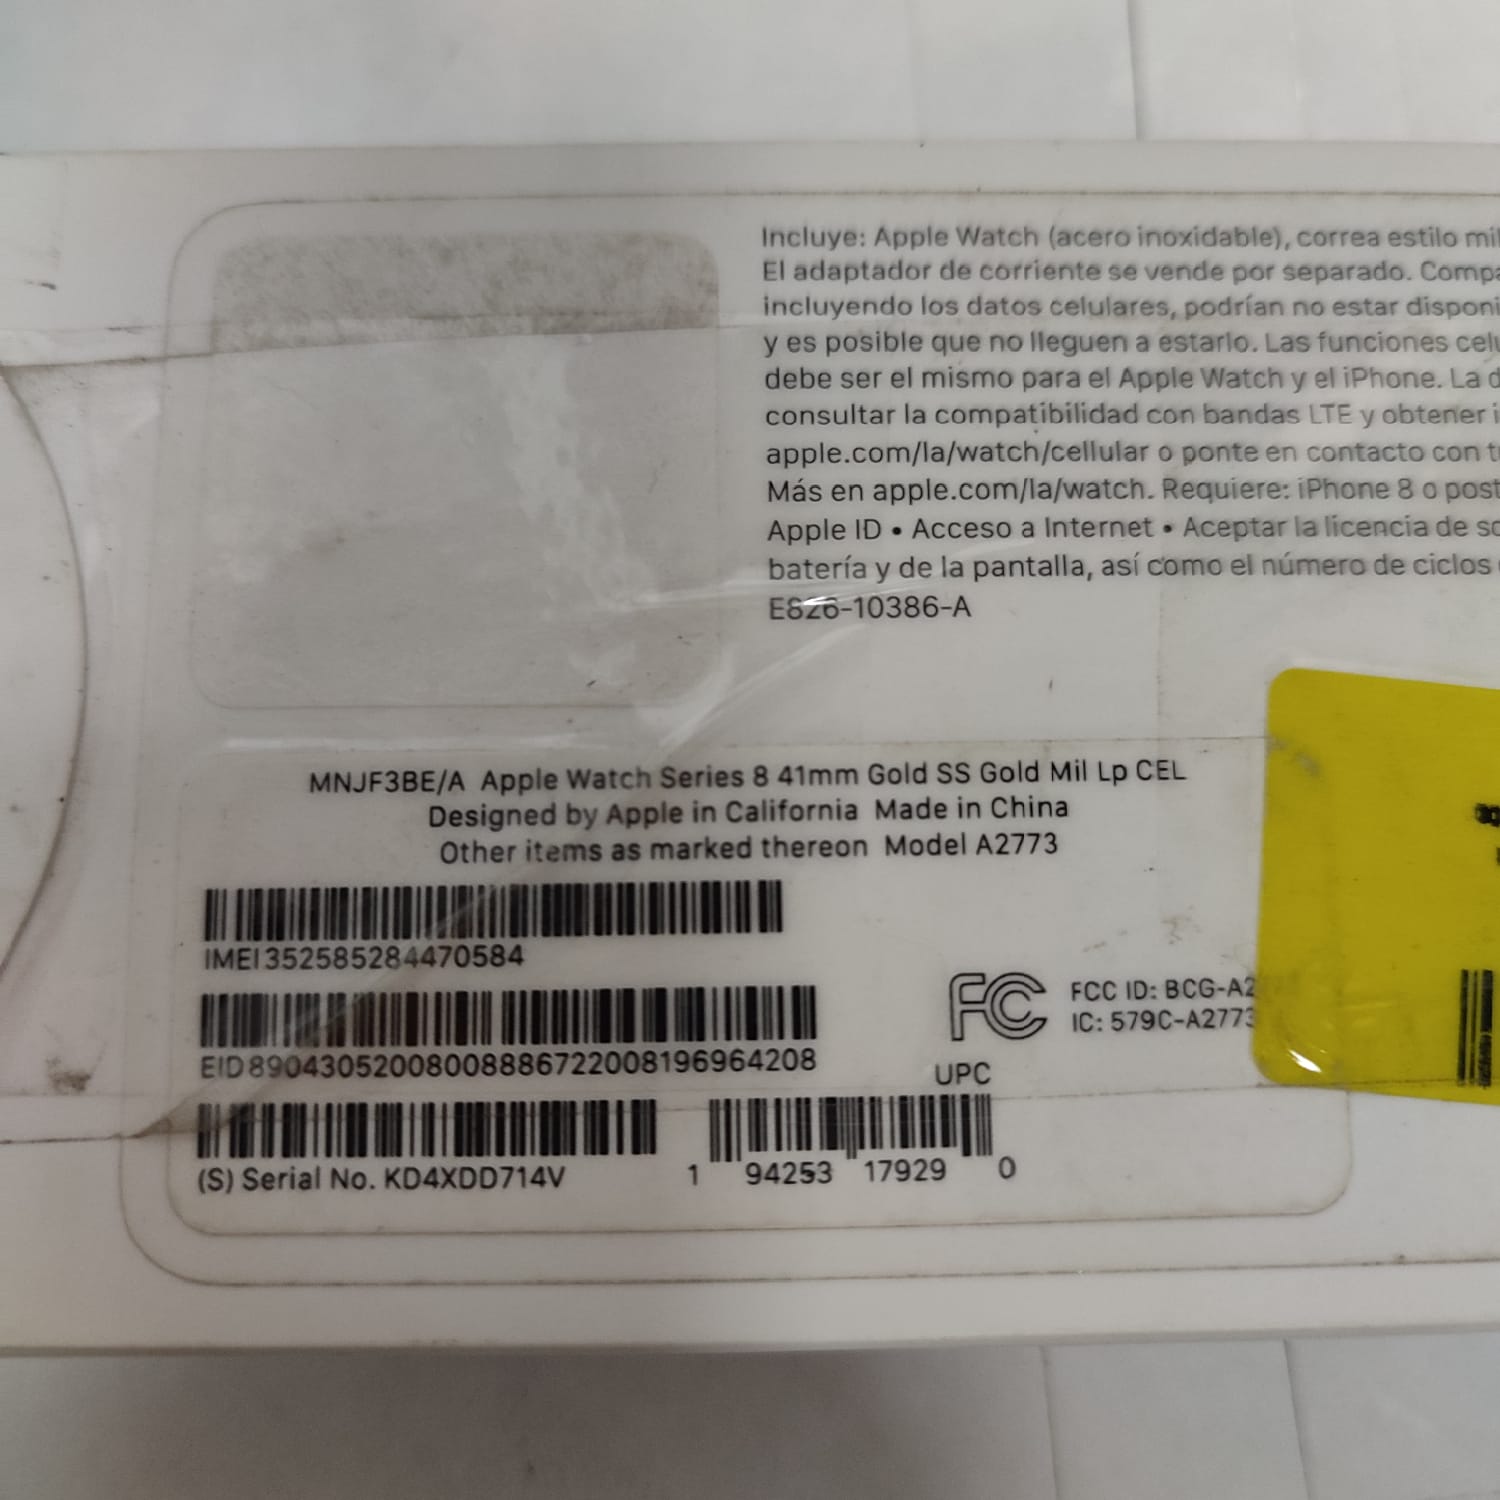 Incluye: Apple Watch (acero inoxidable), correa estilo mil
El adaptador de corriente se vende por separado. Compa
incluyendo los datos celulares, podrían no estar disponi
y es posible que no lleguen a estarlo. Las funciones celu
debe ser el mismo para el Apple Watch y el iPhone. La d
consultar la compatibilidad con bandas LTE y obtener i
apple.com/la/watch/cellular o ponte en contacto con t
Más en apple.com/la/watch. Requiere: iPhone 8 o post
Apple ID • Acceso a Internet • Aceptar la licencia de so
batería y de la pantalla, así como el número de ciclos
E826-10386-A
MNJF3BE/A Apple Watch Series 8 41mm Gold SS Gold Mil Lp CEL
Designed by Apple in California Made in China
Other items as marked thereon Model A2773
IMEI 352585284470584
EID 89043052008008886722008196964208
(S) Serial No. KD4XDD714V
FC
FCC ID: BCG-A2
IC: 579C-A2773
UPC
1 94253 17929 0